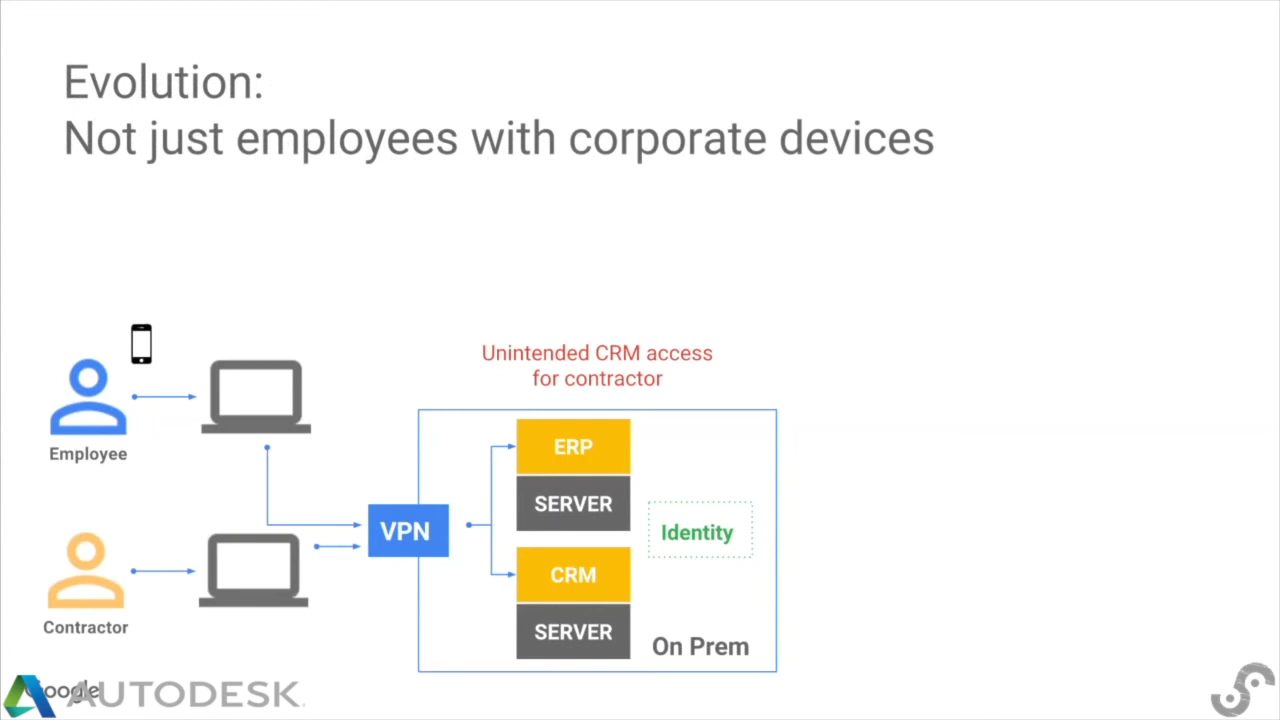 Evolution:
Not just employees with corporate devices
Unintended CRM access
for contractor
Employee
ERP
SERVER
VPN
Identity
CRM
SERVER
On Prem
Contractor
Google
AUTODESK.